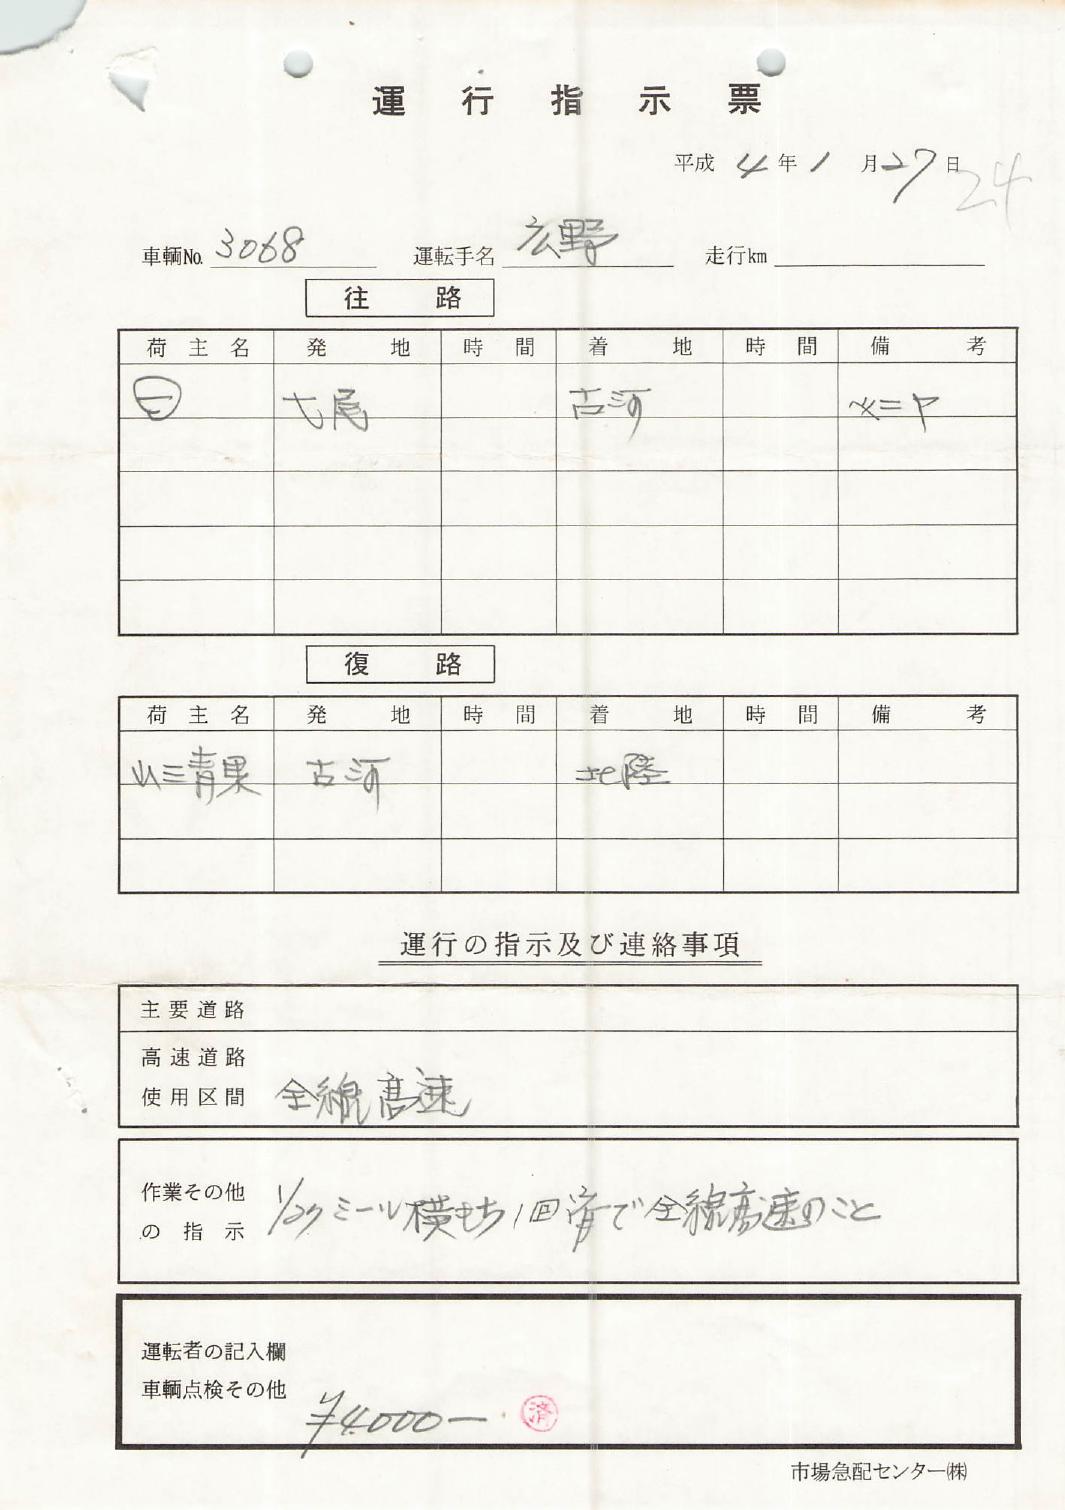 運行指示票
平成 4 年 1 月 27 日 24
車輌No. 3068 運転手名 広野 走行km
往路
荷主名 発地 時間 着地 時間 備考
㊂ 七尾 古河
復路
荷主名 発地 時間 着地 時間 備考
山三青果 古河 北陸
運行の指示及び連絡事項
主要道路
高速道路
使用区間 全線高速
作業その他 1/27 ミール横もち1回済で全線高速のこと
の指示
運転者の記入欄
車輌点検その他
¥4000— 済
市場急配センター㈱